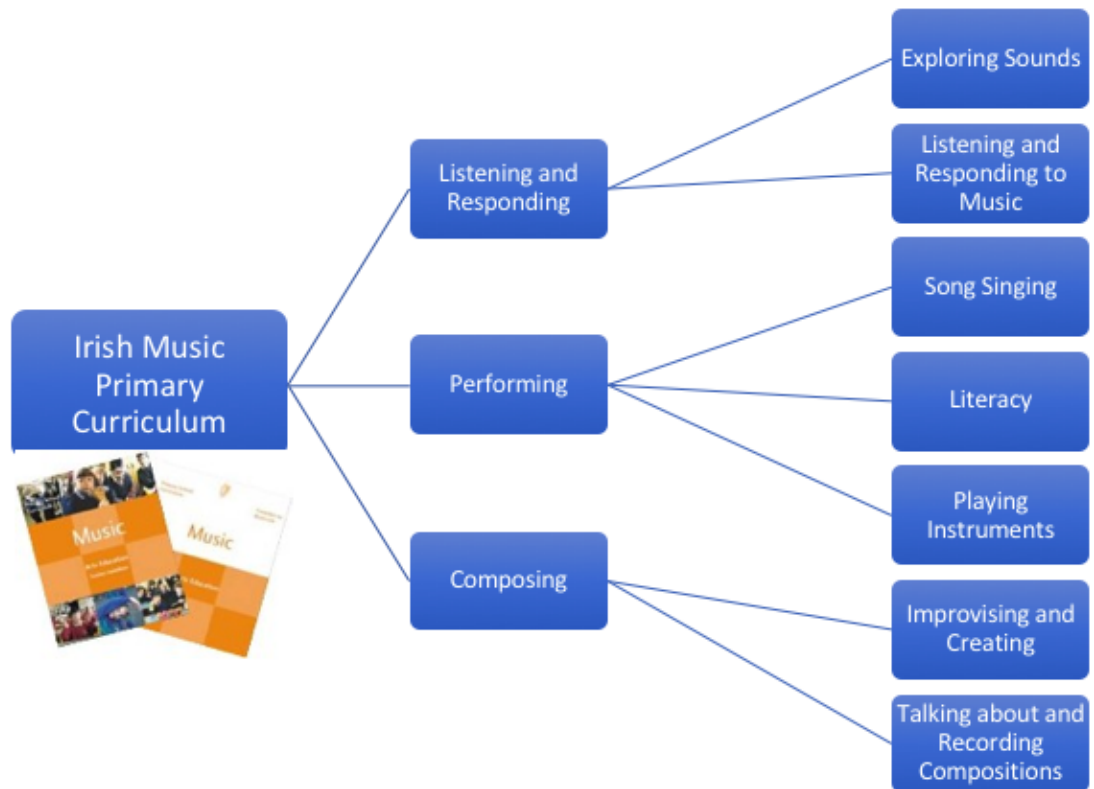 Irish Music
Primary
Curriculum
Listening and
Responding
Exploring Sounds
Listening and
Responding to
Music
Performing
Song Singing
Literacy
Playing
Instruments
Composing
Improvising and
Creating
Talking about and
Recording
Compositions
Music
Music